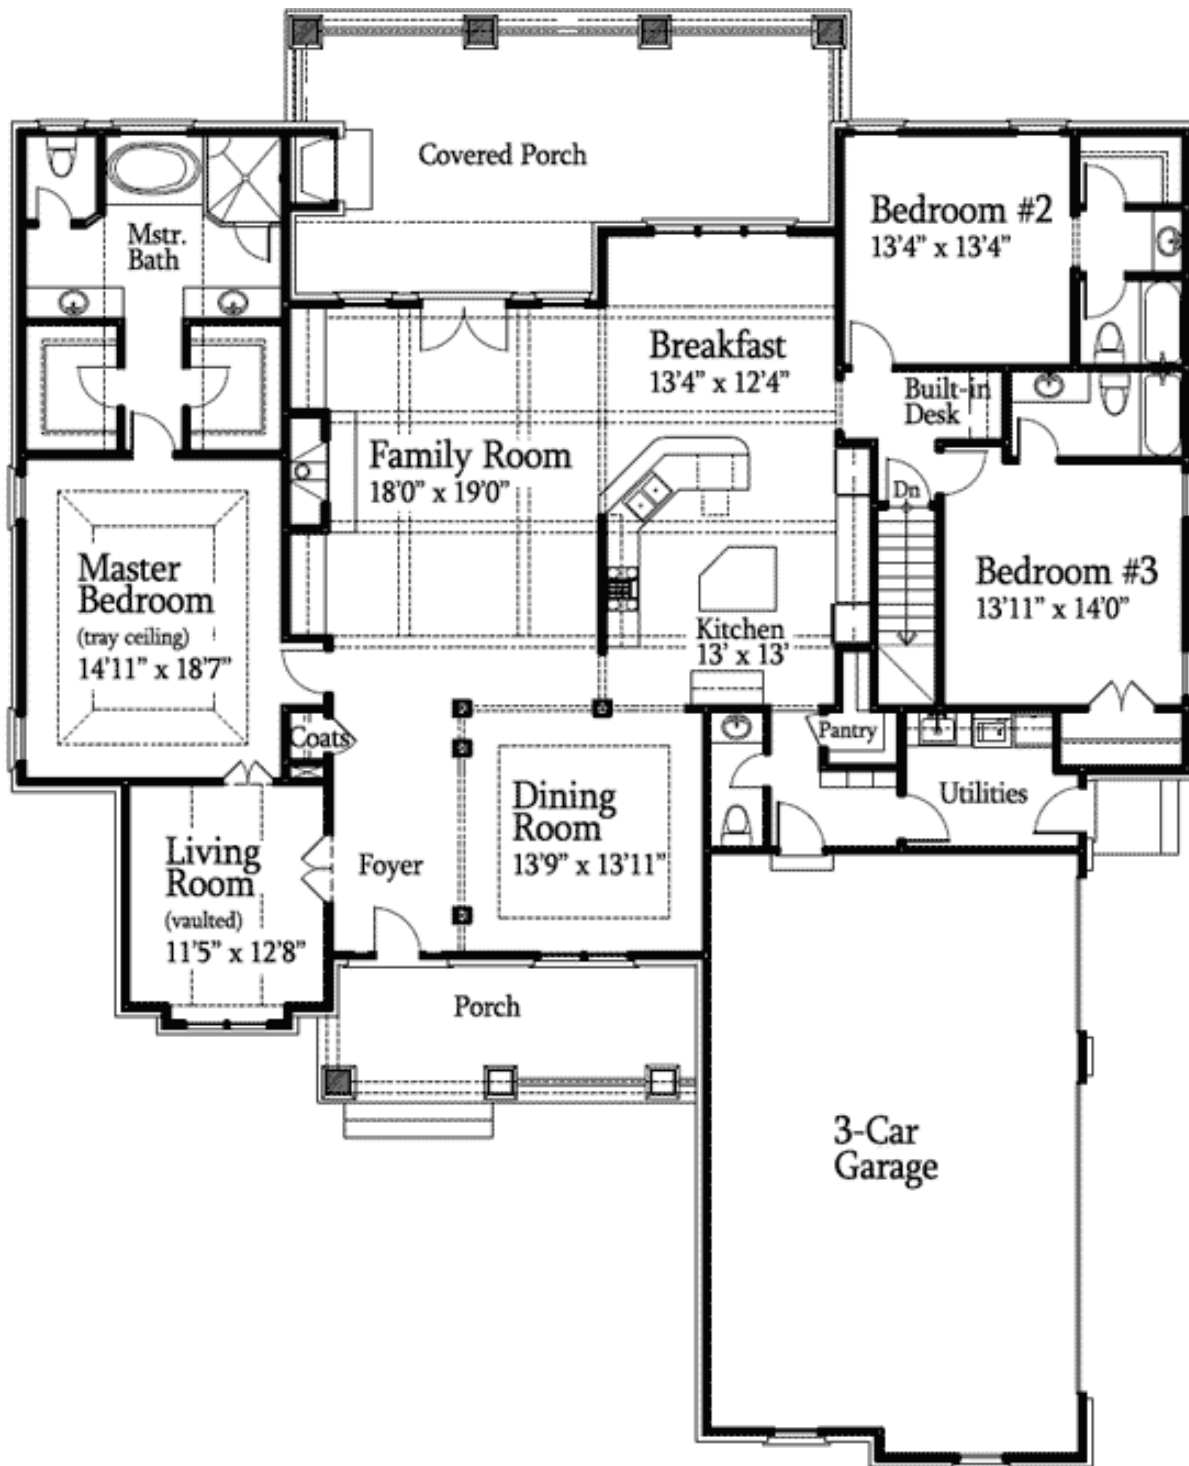 Covered Porch
Mstr.
Bath
Bedroom #2
13'4" x 13'4"
Breakfast
13'4" x 12'4"
Built-in
Desk
Family Room
18'0" x 19'0"
Dn
Master
Bedroom
(tray ceiling)
14'11" x 18'7"
Bedroom #3
13'11" x 14'0"
Kitchen
13' x 13'
Coats
Pantry
Dining
Room
13'9" x 13'11"
Utilities
Living
Room
(vaulted)
11'5" x 12'8"
Foyer
Porch
3-Car
Garage